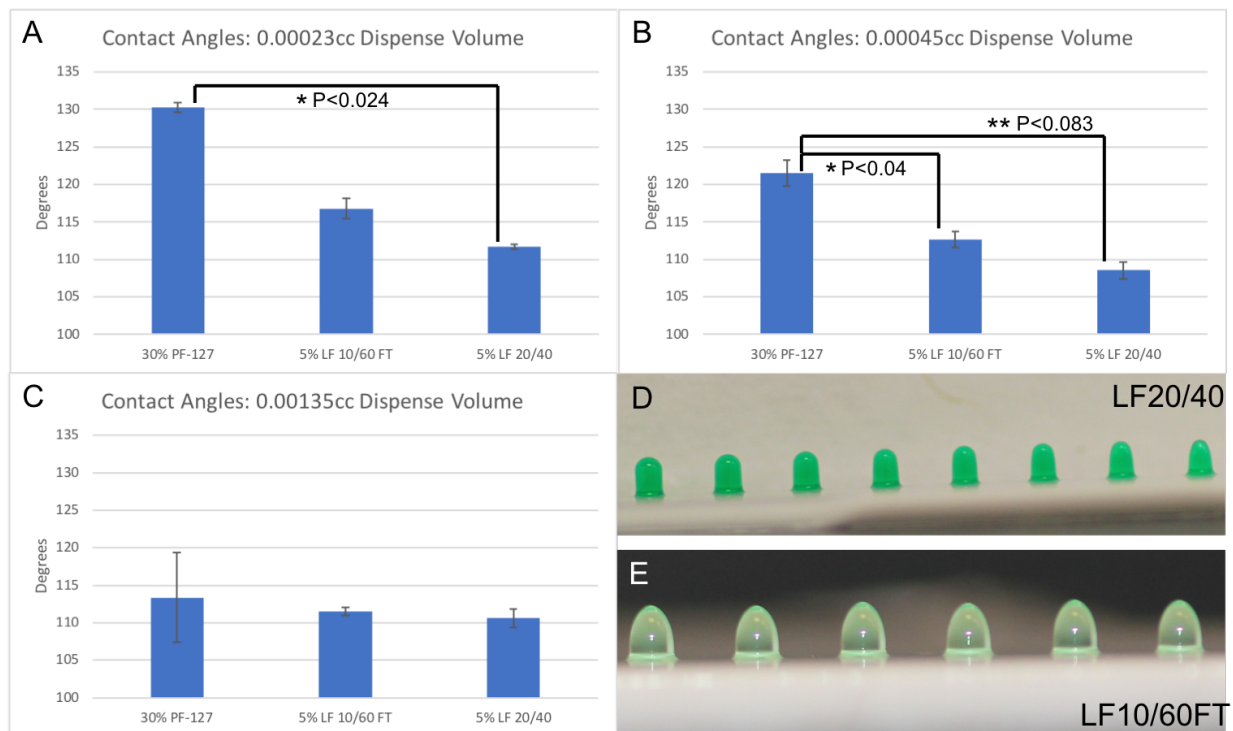 A
Contact Angles: 0.00023cc Dispense Volume
135
130
125
120
115
110
105
100
Degrees
* P<0.024
30% PF-127
5% LF 10/60 FT
5% LF 20/40
B
Contact Angles: 0.00045cc Dispense Volume
135
130
125
120
115
110
105
100
Degrees
** P<0.083
* P<0.04
30% PF-127
5% LF 10/60 FT
5% LF 20/40
C
Contact Angles: 0.00135cc Dispense Volume
135
130
125
120
115
110
105
100
Degrees
30% PF-127
5% LF 10/60 FT
5% LF 20/40
D
LF20/40
E
LF10/60FT